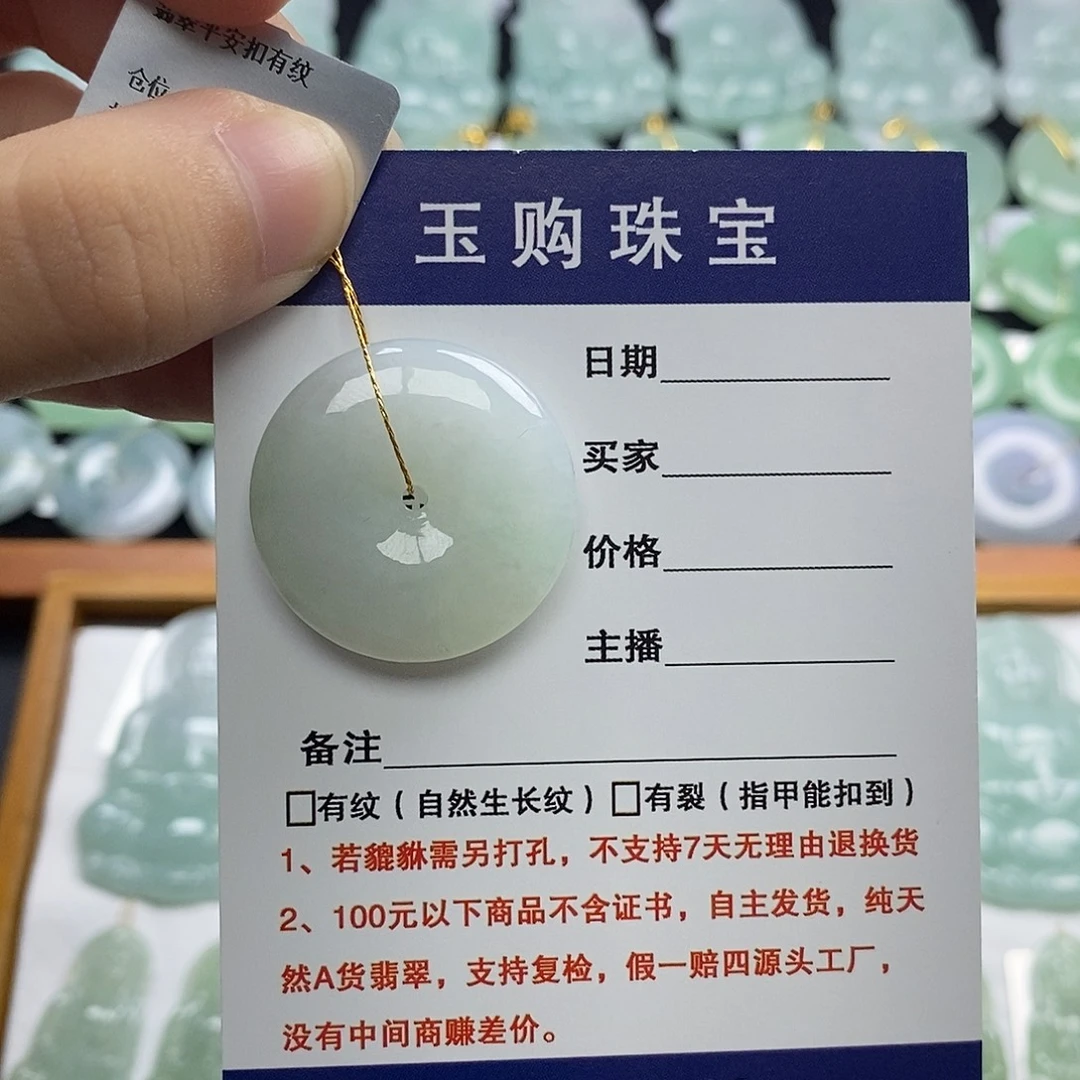 翡翠平安扣有纹
仓位
玉购珠宝
日期
买家
价格
主播
备注
□有纹（自然生长纹）□有裂（指甲能扣到）
1、若貔貅需另打孔，不支持7天无理由退换货
2、100元以下商品不含证书，自主发货，纯天
然A货翡翠，支持复检，假一赔四源头工厂，
没有中间商赚差价。